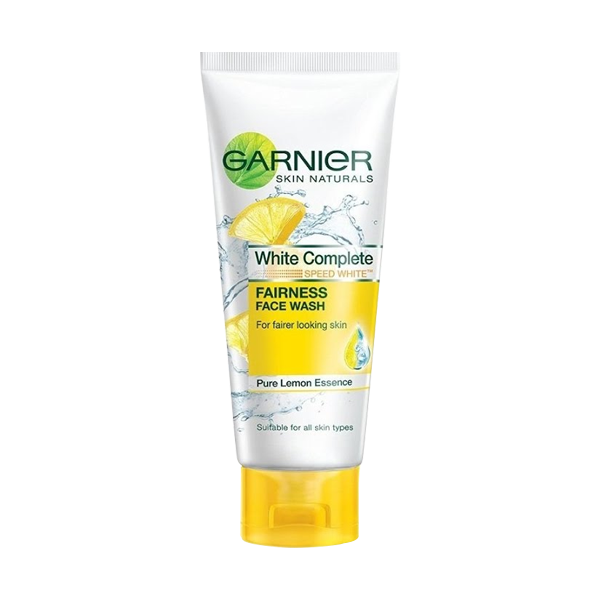 GARNIER
SKIN NATURALS
White Complete
SPEED WHITE™
FAIRNESS
FACE WASH
For fairer looking skin
Pure Lemon Essence
Suitable for all skin types